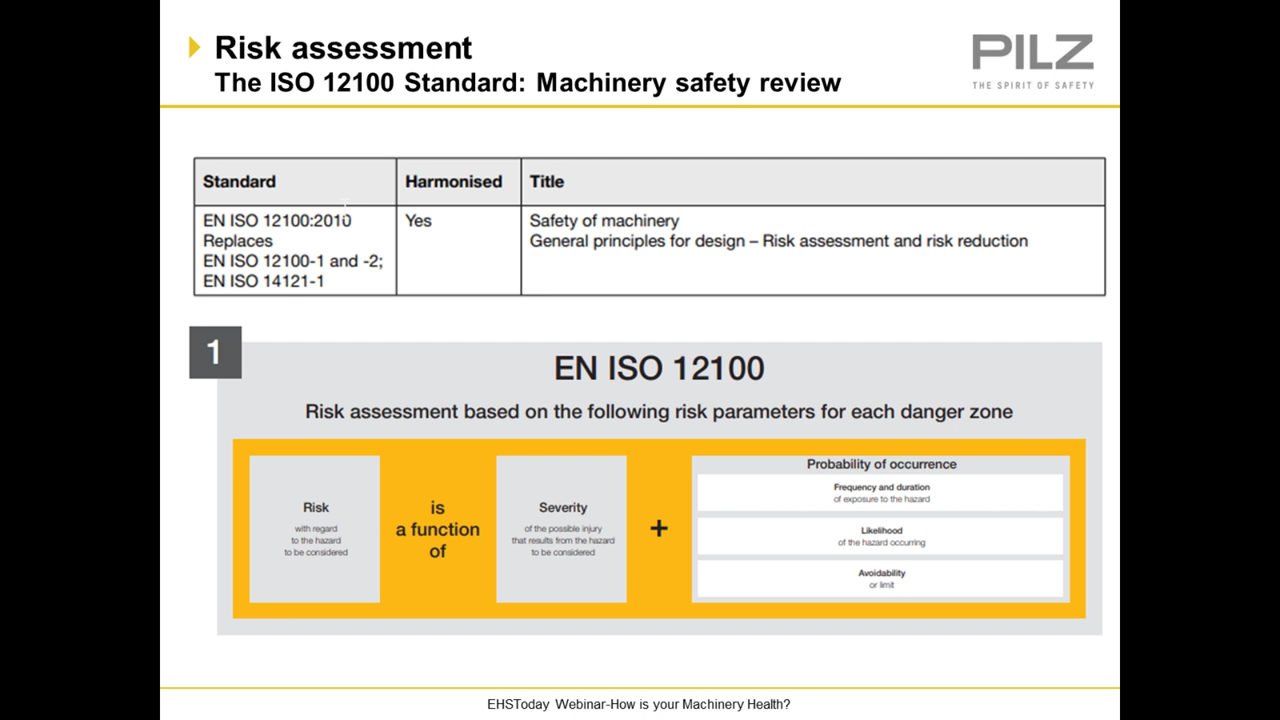 Risk assessment
The ISO 12100 Standard: Machinery safety review
PILZ
THE SPIRIT OF SAFETY
Standard
Harmonised
Title
EN ISO 12100:2010
Replaces
EN ISO 12100-1 and -2;
EN ISO 14121-1
Yes
Safety of machinery
General principles for design – Risk assessment and risk reduction
1
EN ISO 12100
Risk assessment based on the following risk parameters for each danger zone
Risk
with regard
to the hazard
to be considered
is
a function
of
Severity
of the possible injury
that results from the hazard
to be considered
+
Probability of occurrence
Frequency and duration
of exposure to the hazard
Likelihood
of the hazard occurring
Avoidability
or limit
EHSToday Webinar-How is your Machinery Health?